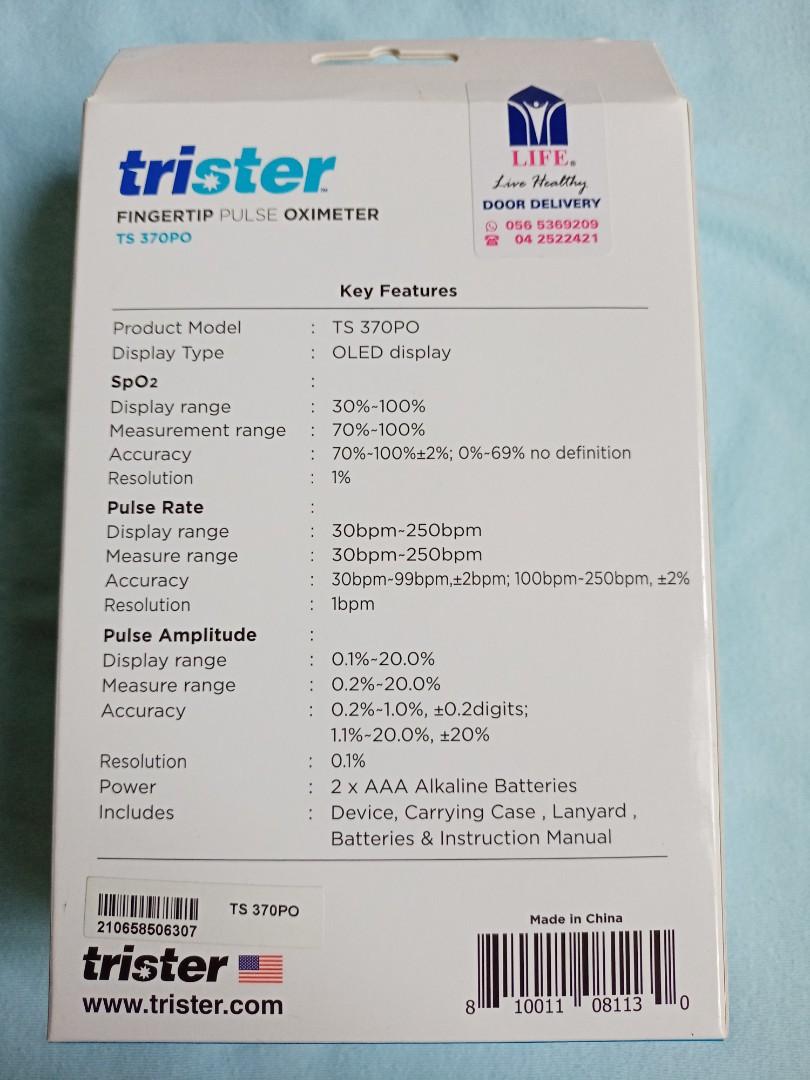 trister™
FINGERTIP PULSE OXIMETER
TS 370PO
LIFE®
Live Healthy
DOOR DELIVERY
056 5369209
04 2522421
Key Features
Product Model : TS 370PO
Display Type : OLED display
SpO2 :
Display range : 30%~100%
Measurement range : 70%~100%
Accuracy : 70%~100%±2%; 0%~69% no definition
Resolution : 1%
Pulse Rate :
Display range : 30bpm~250bpm
Measure range : 30bpm~250bpm
Accuracy : 30bpm~99bpm,±2bpm; 100bpm~250bpm, ±2%
Resolution : 1bpm
Pulse Amplitude :
Display range : 0.1%~20.0%
Measure range : 0.2%~20.0%
Accuracy : 0.2%~1.0%, ±0.2digits;
1.1%~20.0%, ±20%
Resolution : 0.1%
Power : 2 x AAA Alkaline Batteries
Includes : Device, Carrying Case , Lanyard ,
Batteries & Instruction Manual
TS 370PO
210658506307
trister
www.trister.com
Made in China
8 10011 08113 0